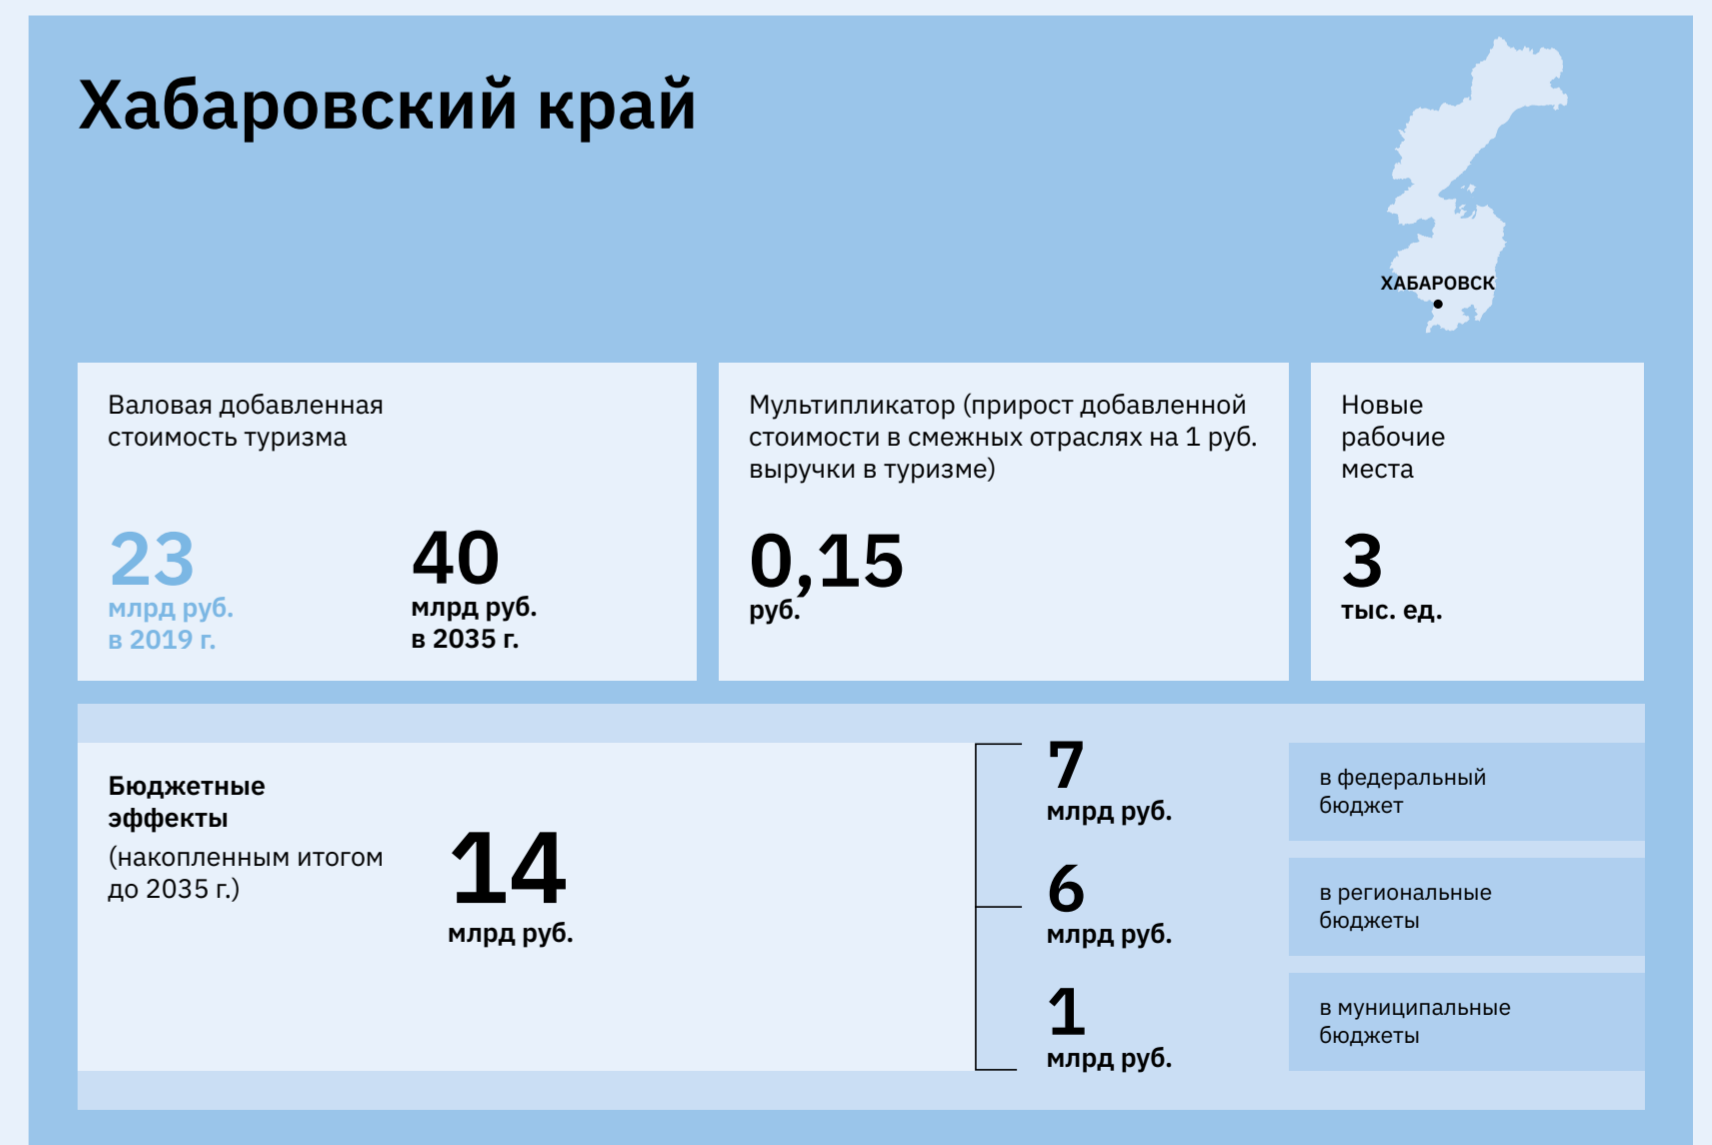 Хабаровский край
ХАБАРОВСК
Валовая добавленная
стоимость туризма
23
млрд руб.
в 2019 г.
40
млрд руб.
в 2035 г.
Мультипликатор (прирост добавленной
стоимости в смежных отраслях на 1 руб.
выручки в туризме)
0,15
руб.
Новые
рабочие
места
3
тыс. ед.
Бюджетные
эффекты
(накопленным итогом
до 2035 г.)
14
млрд руб.
7
млрд руб.
в федеральный
бюджет
6
млрд руб.
в региональные
бюджеты
1
млрд руб.
в муниципальные
бюджеты